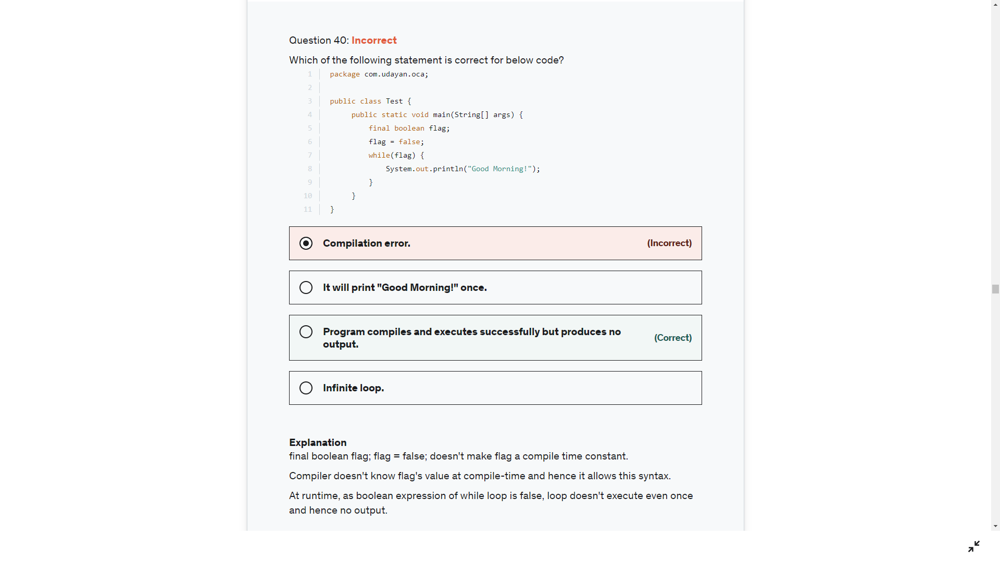 Question 40: Incorrect
Which of the following statement is correct for below code?
1 package com.udayan.oca;
2
3 public class Test {
4 public static void main(String[] args) {
5 final boolean flag;
6 flag = false;
7 while(flag) {
8 System.out.println("Good Morning!");
9 }
10 }
11 }
Compilation error. (Incorrect)
It will print "Good Morning!" once.
Program compiles and executes successfully but produces no
output.
(Correct)
Infinite loop.
Explanation
final boolean flag; flag = false; doesn't make flag a compile time constant.
Compiler doesn't know flag's value at compile-time and hence it allows this syntax.
At runtime, as boolean expression of while loop is false, loop doesn't execute even once
and hence no output.